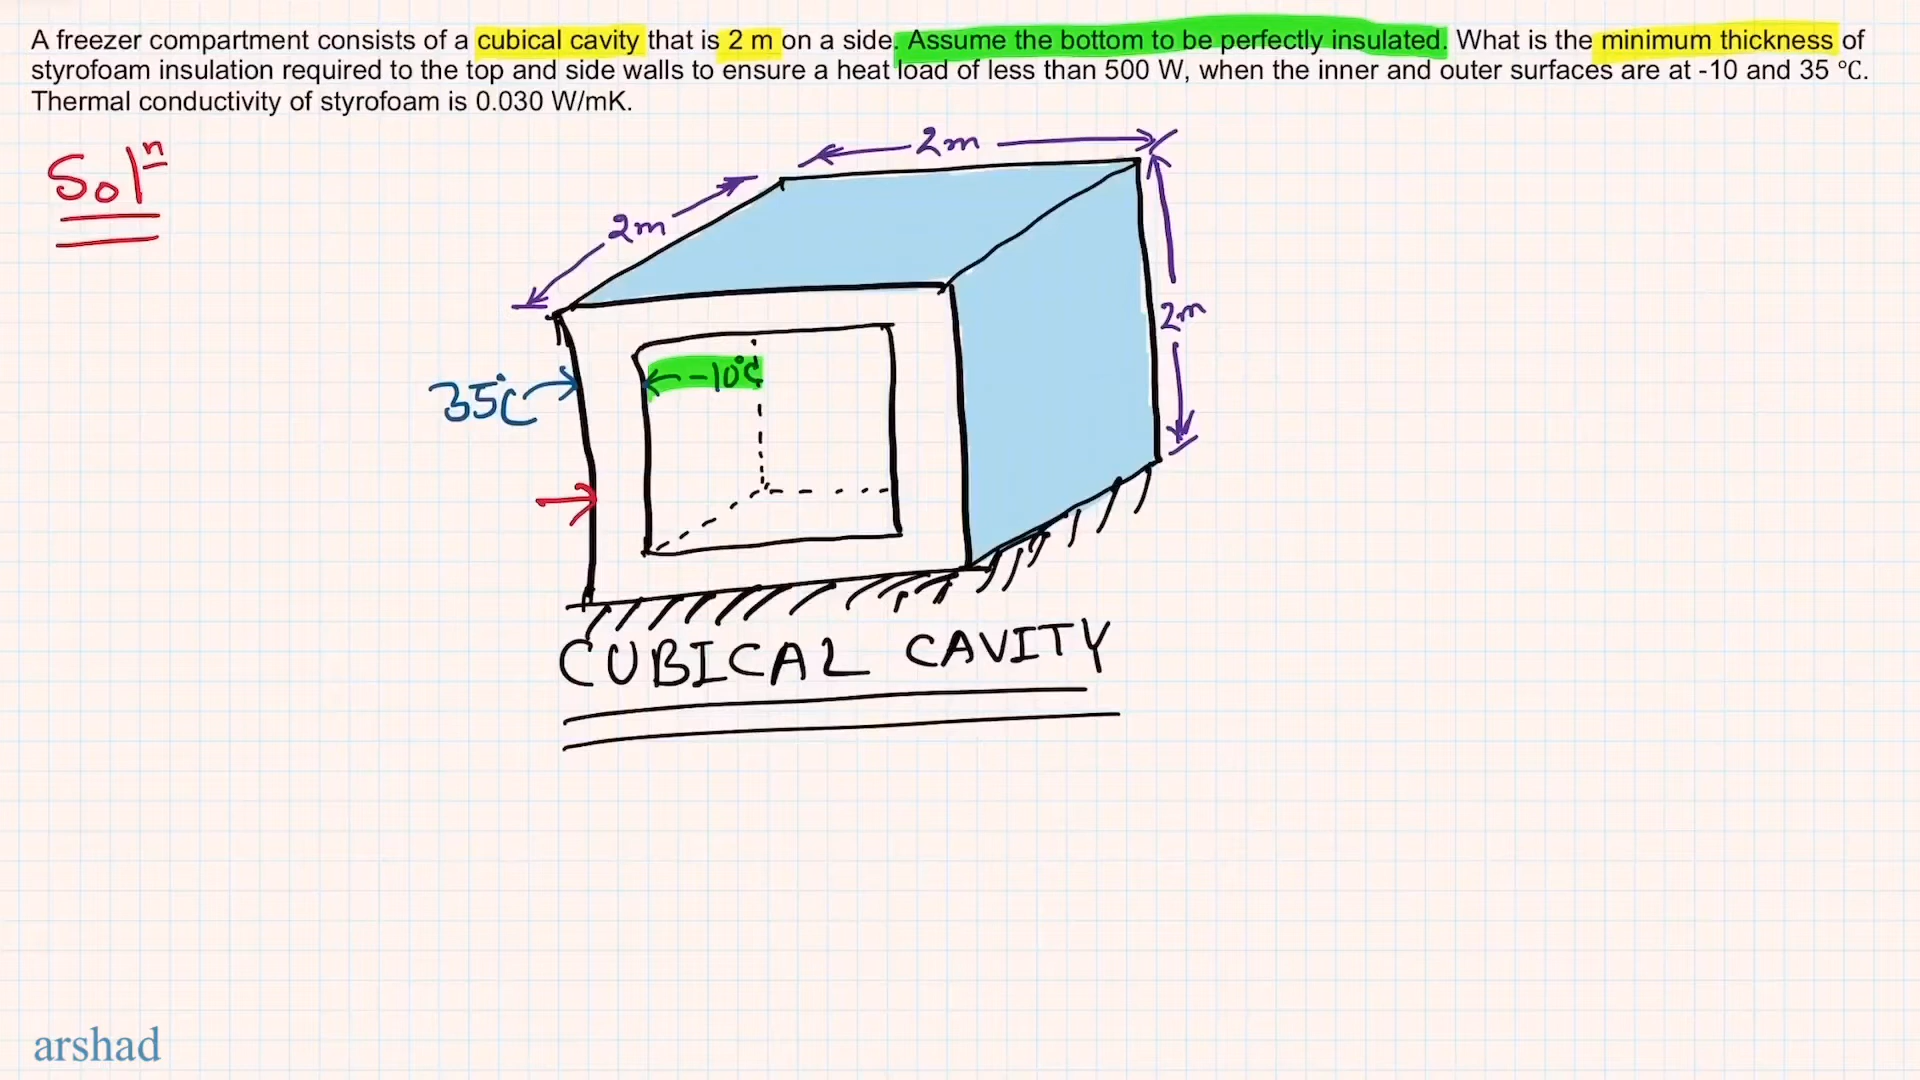 A freezer compartment consists of a cubical cavity that is 2 m on a side. Assume the bottom to be perfectly insulated. What is the minimum thickness of
styrofoam insulation required to the top and side walls to ensure a heat load of less than 500 W, when the inner and outer surfaces are at -10 and 35 °C.
Thermal conductivity of styrofoam is 0.030 W/mK.
Solⁿ
2m
2m
2m
-10°C
35°C
CUBICAL CAVITY
arshad